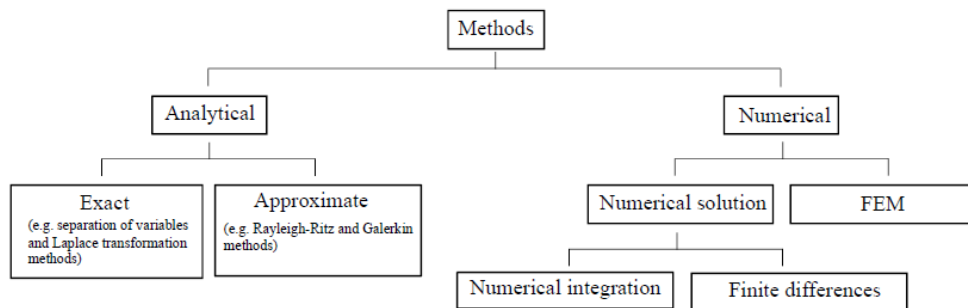 Methods
Analytical
Numerical
Exact
(e.g. separation of variables
and Laplace transformation
methods)
Approximate
(e.g. Rayleigh-Ritz and Galerkin
methods)
Numerical solution
FEM
Numerical integration
Finite differences